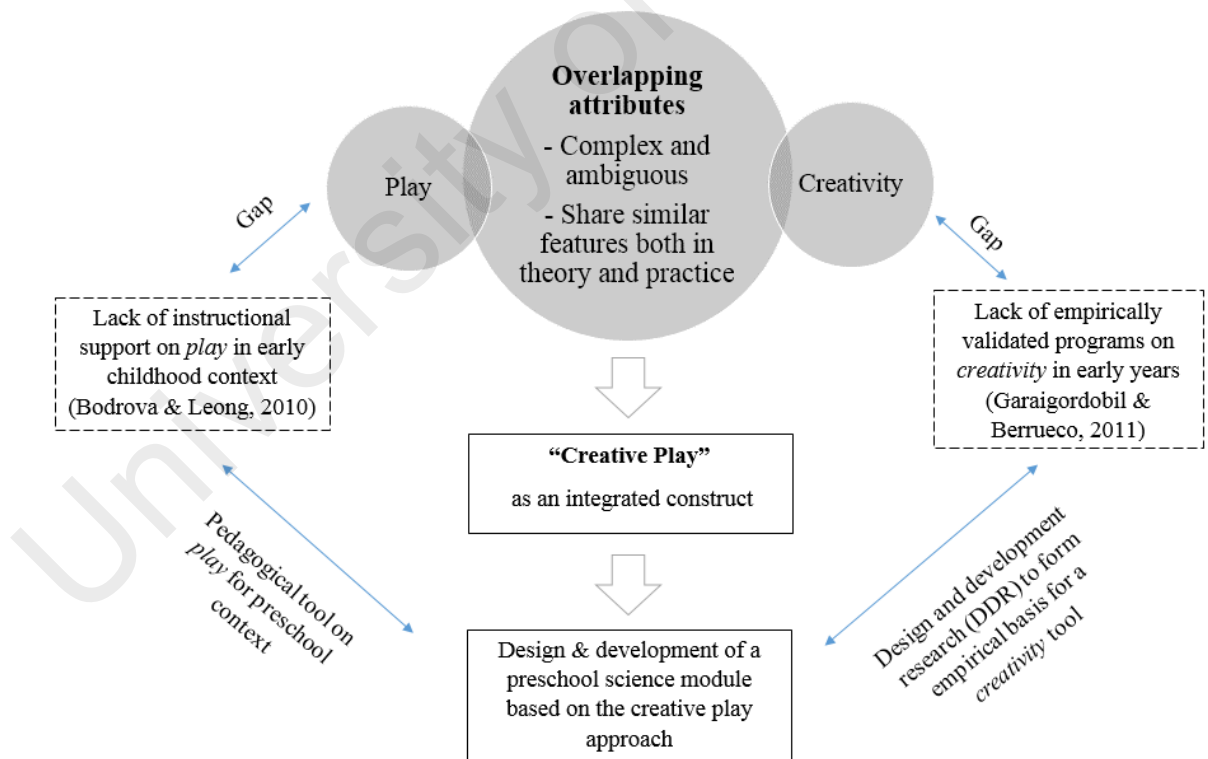 Overlapping
attributes
- Complex and
ambiguous
- Share similar
features both in
theory and practice
Play
Creativity
Gap
Gap
Lack of instructional
support on play in early
childhood context
(Bodrova & Leong, 2010)
Lack of empirically
validated programs on
creativity in early years
(Garaigordobil &
Berrueco, 2011)
“Creative Play”
as an integrated construct
Pedagogical tool on
play for preschool
context
Design and development
research (DDR) to form
empirical basis for a
creativity tool
Design & development of a
preschool science module
based on the creative play
approach
University